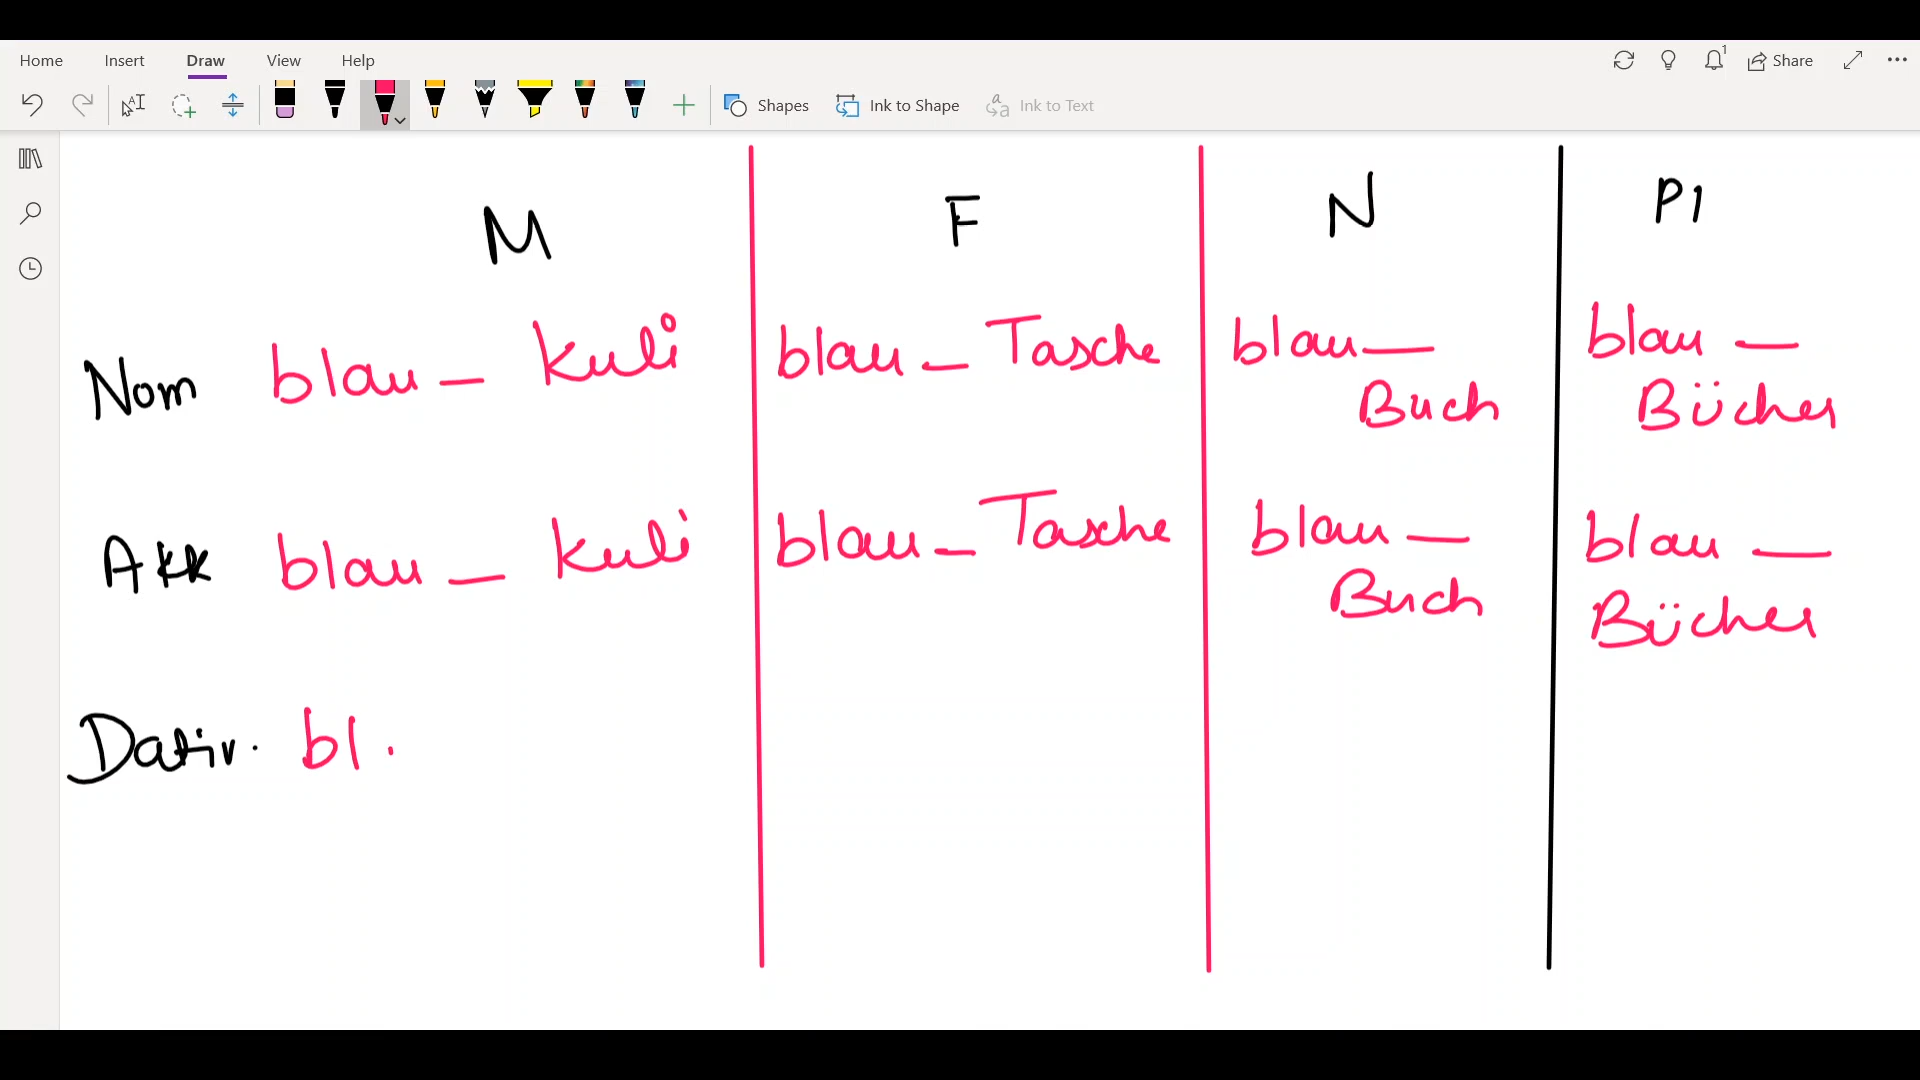 Home Insert Draw View Help
1 Share
Shapes Ink to Shape Ink to Text
M F N Pl
Nom blau _ kuli blau _ Tasche blau _ blau _
Buch Bücher
Akk blau _ kuli blau _ Tasche blau _ blau _
Buch Bücher
Dativ. bl.